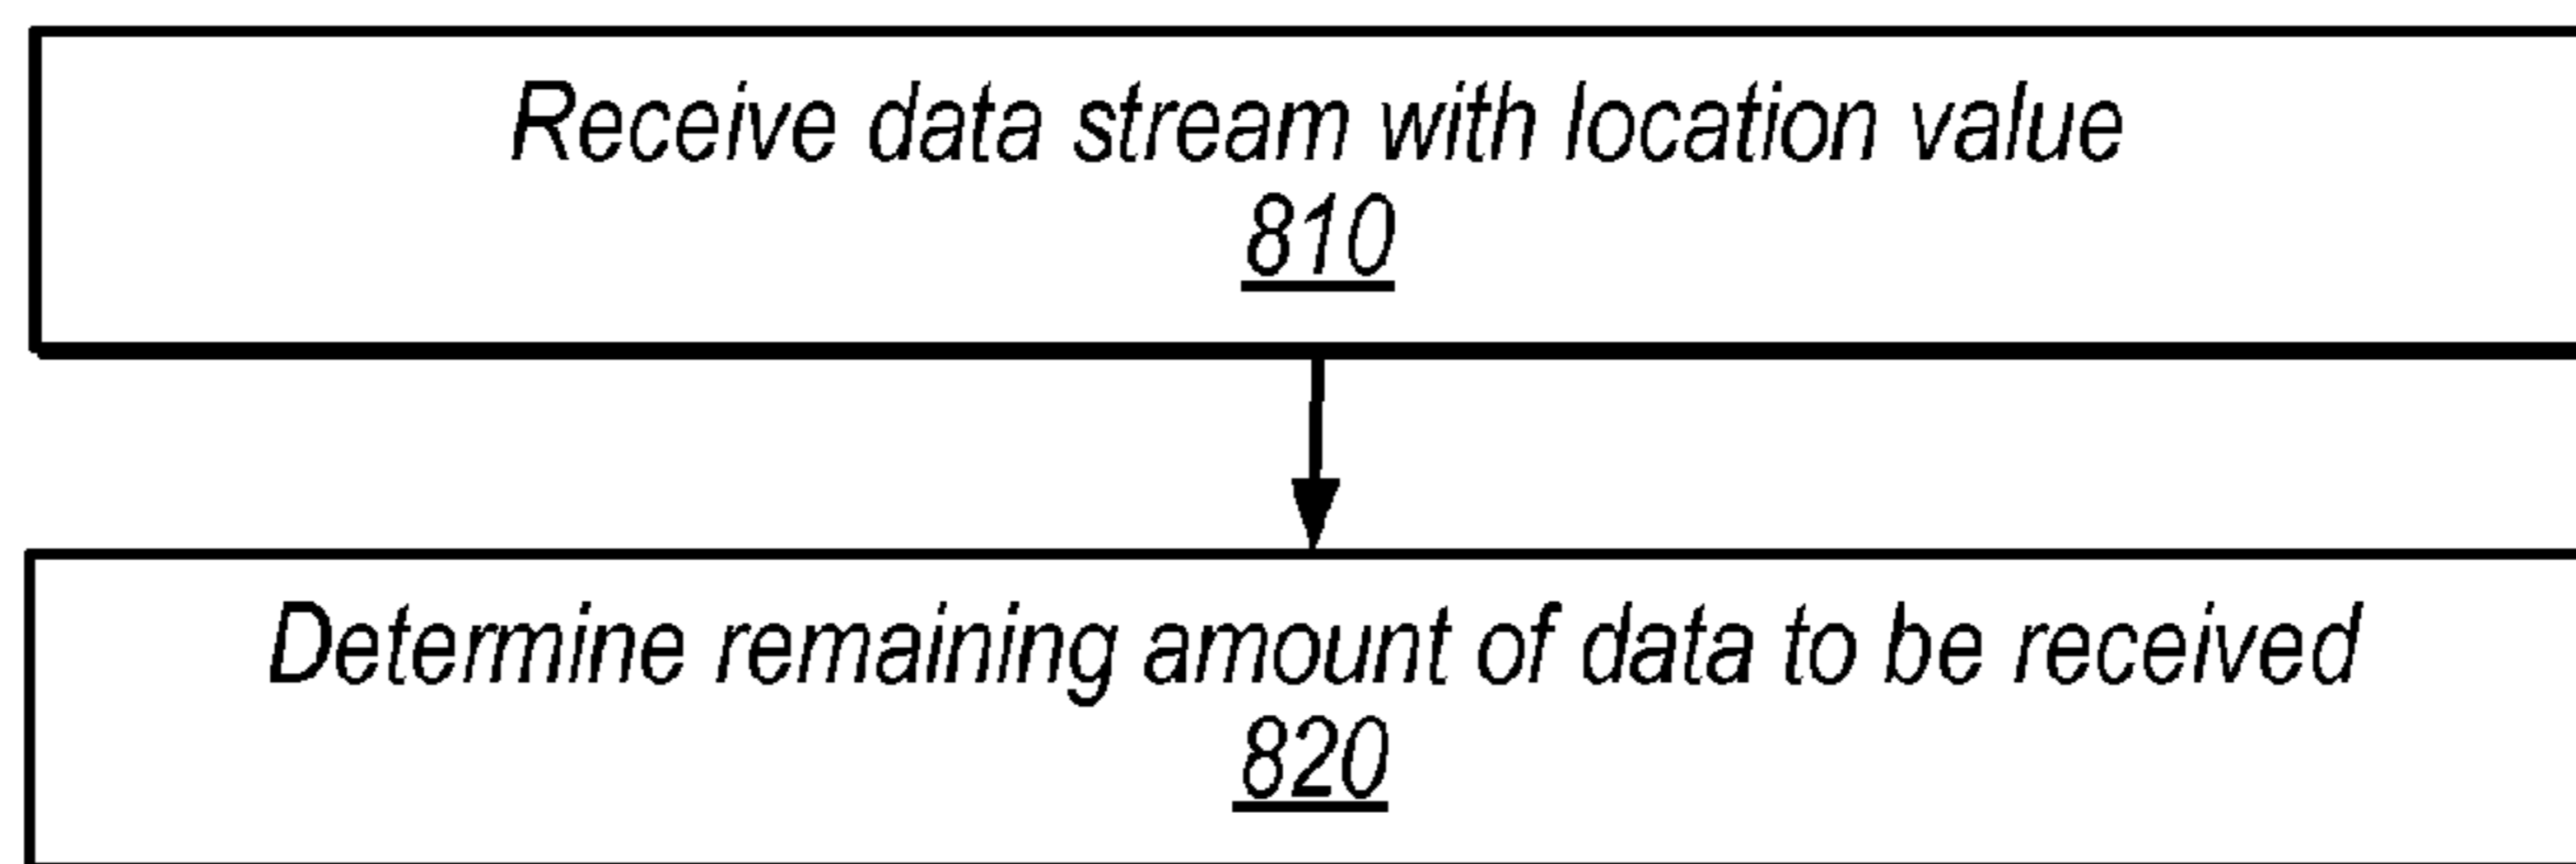 Receive data stream with location value
810
Determine remaining amount of data to be received
820